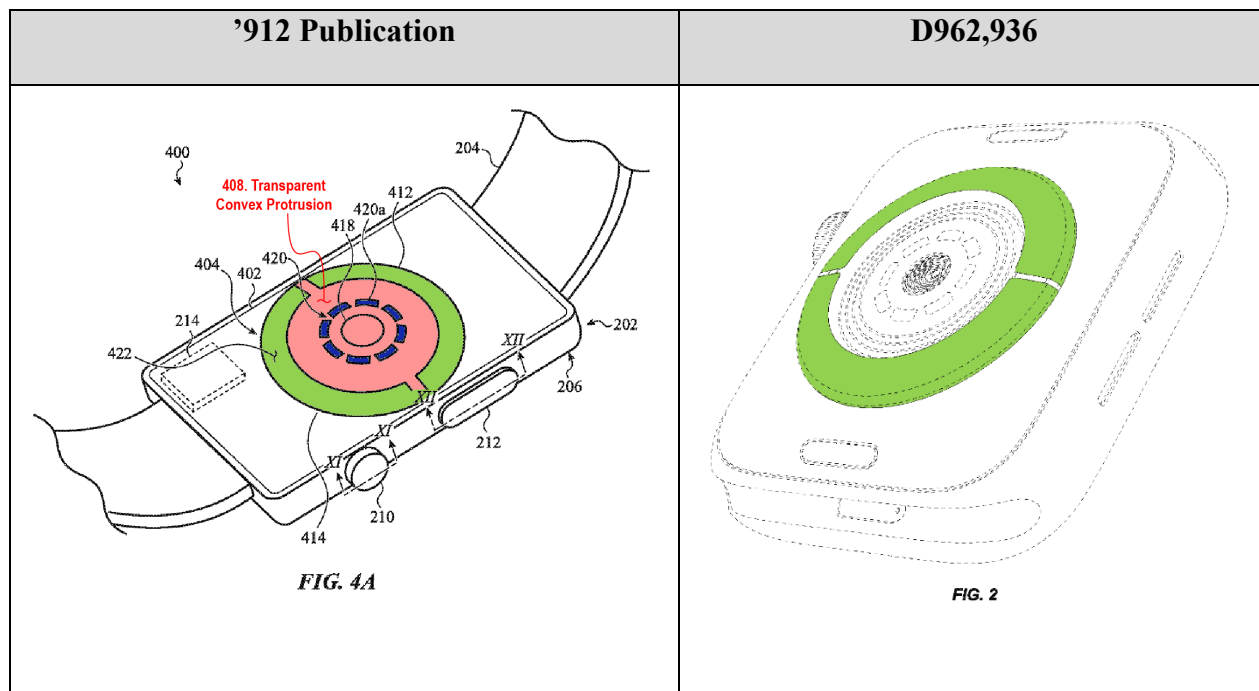 ’912 Publication
D962,936
204
400
408. Transparent
Convex Protrusion
412
420a
418
420
402
404
214
422
XII
202
206
XII
212
XI
XI
210
414
FIG. 4A
FIG. 2